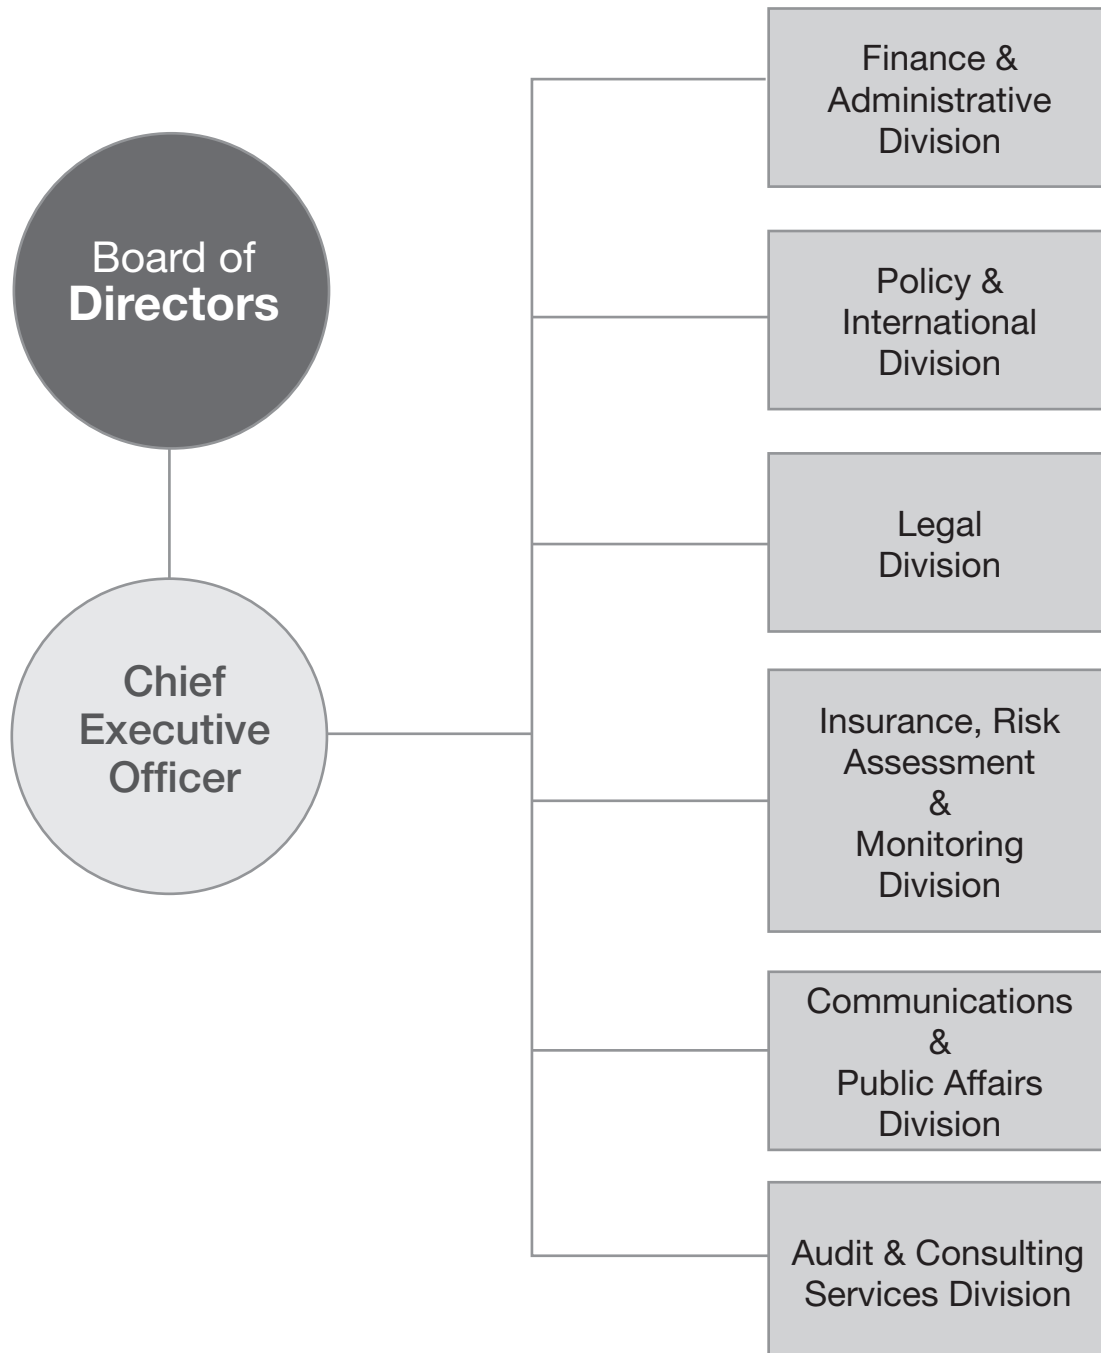 Board of
Directors
Chief
Executive
Officer
Finance &
Administrative
Division
Policy &
International
Division
Legal
Division
Insurance, Risk
Assessment
&
Monitoring
Division
Communications
&
Public Affairs
Division
Audit & Consulting
Services Division